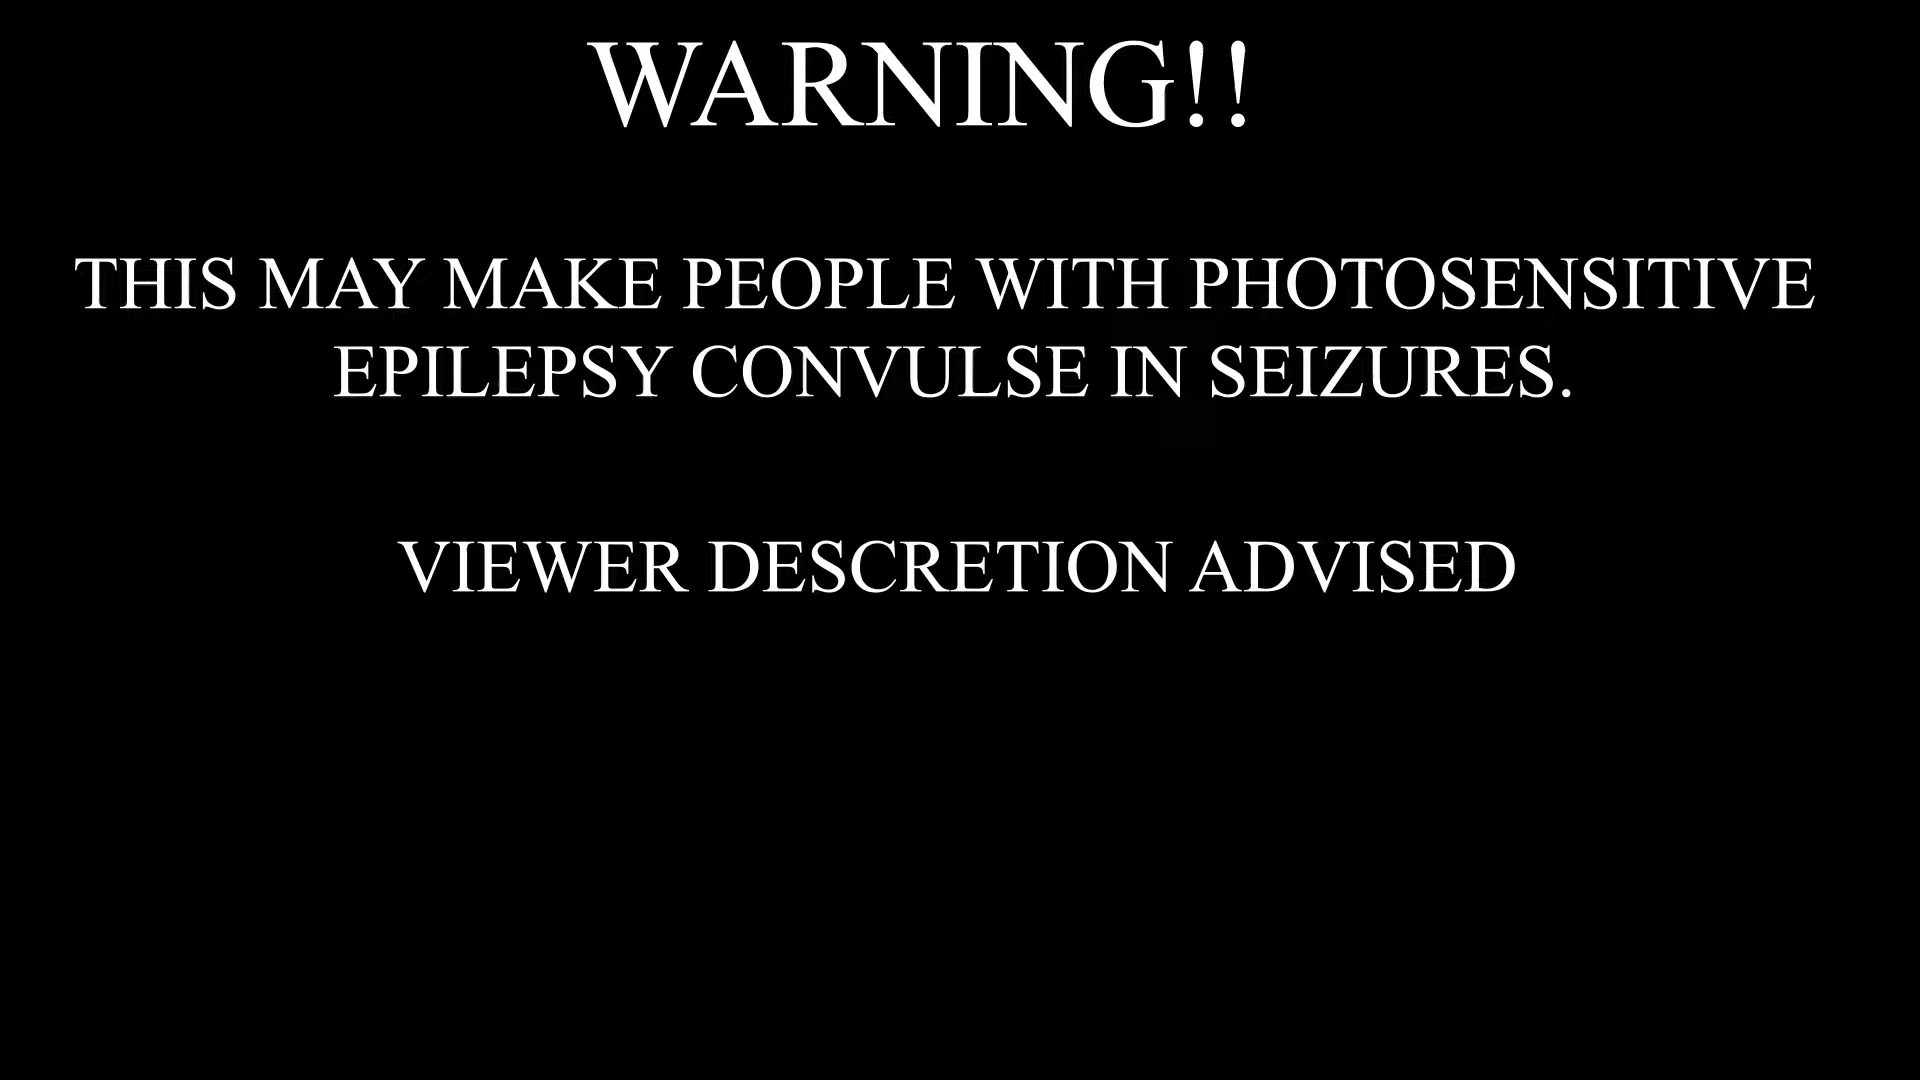 WARNING!!
THIS MAY MAKE PEOPLE WITH PHOTOSENSITIVE
EPILEPSY CONVULSE IN SEIZURES.
VIEWER DESCRETION ADVISED